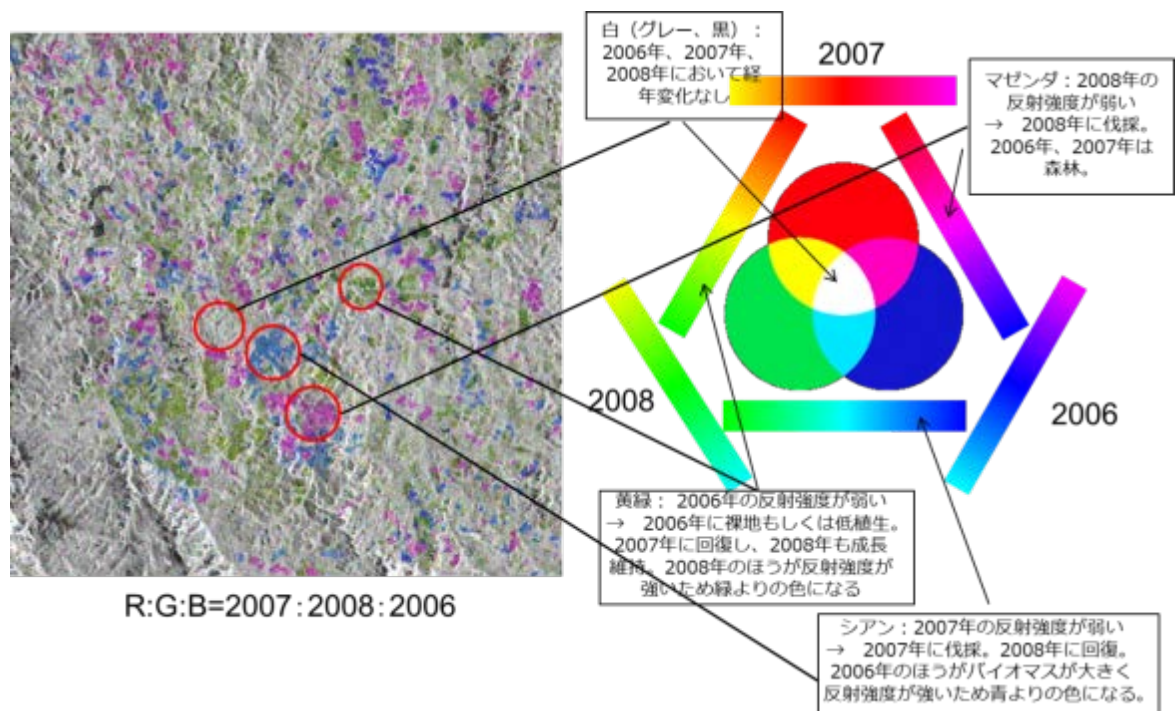 白（グレー、黒）：
2006年、2007年、
2008年において経
年変化なし
2007
マゼンダ：2008年の
反射強度が弱い
→　2008年に伐採。
2006年、2007年は
森林。
2008
2006
黄緑： 2006年の反射強度が弱い
→　2006年に裸地もしくは低植生。
2007年に回復し、2008年も成長
維持。2008年のほうが反射強度が
強いため緑よりの色になる
R:G:B=2007：2008：2006
シアン：2007年の反射強度が弱い
→　2007年に伐採。2008年に回復。
2006年のほうがバイオマスが大きく
反射強度が強いため青よりの色になる。